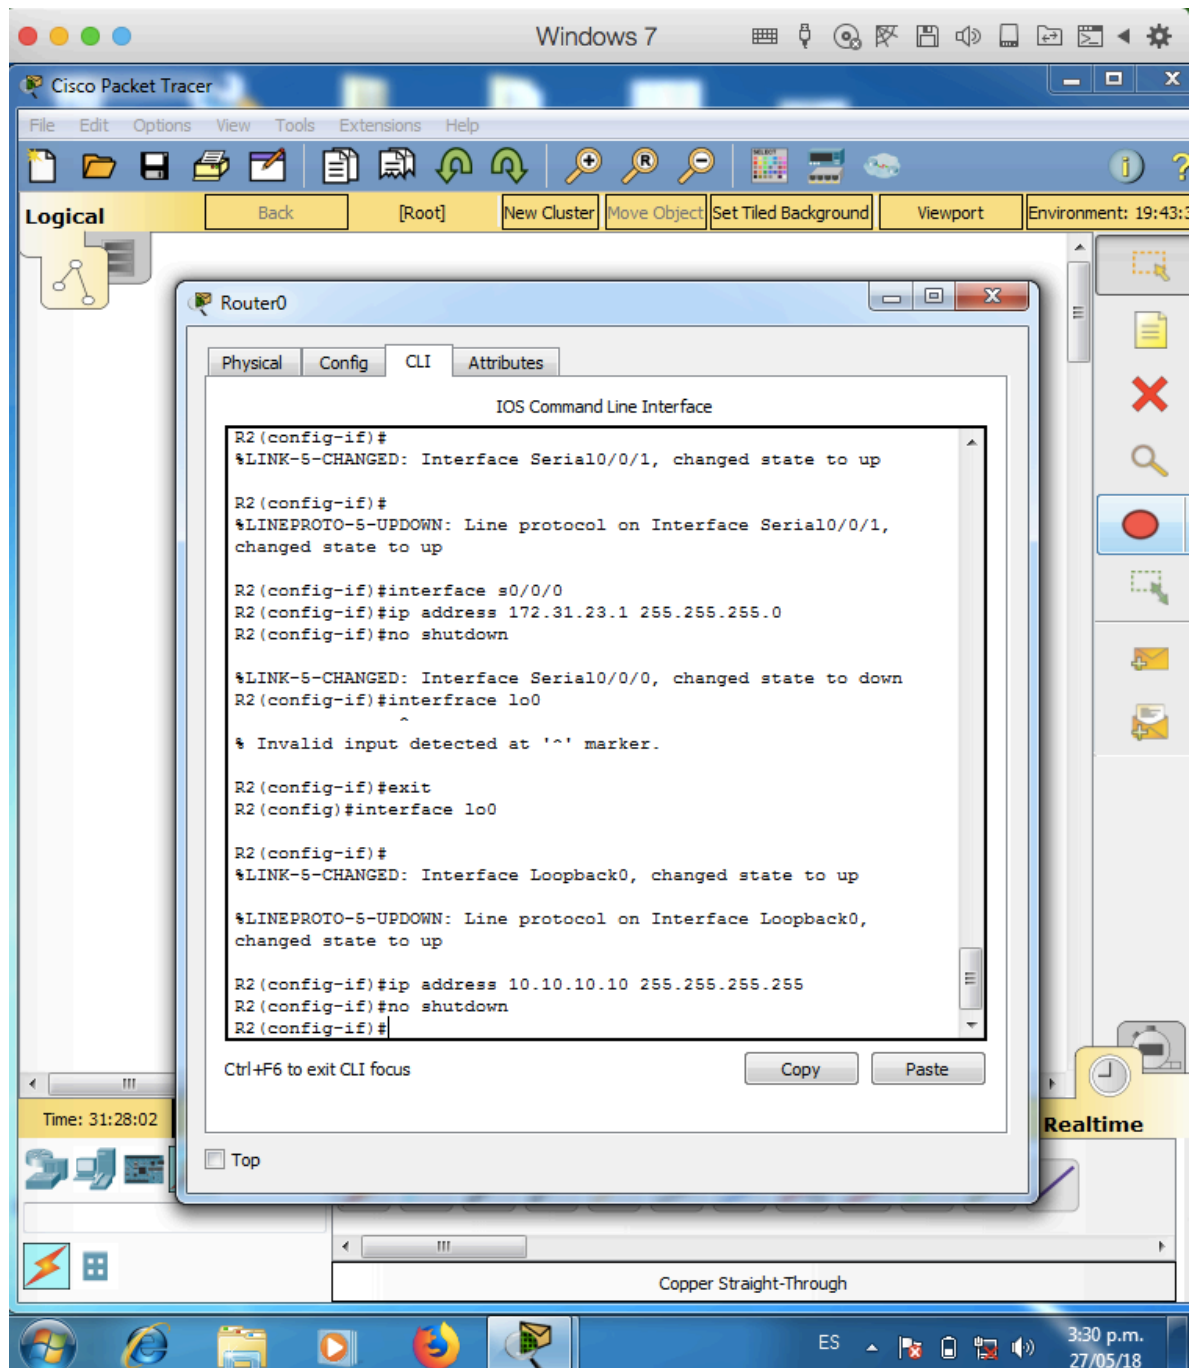 Windows 7
Cisco Packet Tracer
File Edit Options View Tools Extensions Help
Logical Back [Root] New Cluster Move Object Set Tiled Background Viewport Environment: 19:43:
Router0
Physical Config CLI Attributes
IOS Command Line Interface
R2(config-if)#
%LINK-5-CHANGED: Interface Serial0/0/1, changed state to up
R2(config-if)#
%LINEPROTO-5-UPDOWN: Line protocol on Interface Serial0/0/1,
changed state to up
R2(config-if)#interface s0/0/0
R2(config-if)#ip address 172.31.23.1 255.255.255.0
R2(config-if)#no shutdown
%LINK-5-CHANGED: Interface Serial0/0/0, changed state to down
R2(config-if)#interfrace lo0
^
% Invalid input detected at '^' marker.
R2(config-if)#exit
R2(config)#interface lo0
R2(config-if)#
%LINK-5-CHANGED: Interface Loopback0, changed state to up
%LINEPROTO-5-UPDOWN: Line protocol on Interface Loopback0,
changed state to up
R2(config-if)#ip address 10.10.10.10 255.255.255.255
R2(config-if)#no shutdown
R2(config-if)#
Ctrl+F6 to exit CLI focus Copy Paste
Time: 31:28:02 Realtime
Top
Copper Straight-Through
ES 3:30 p.m.
27/05/18